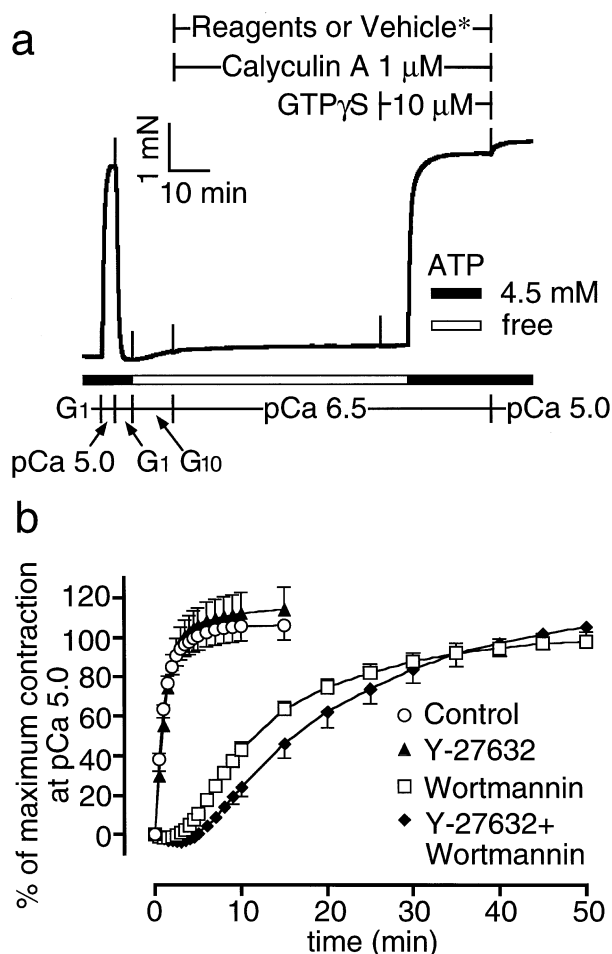 a
Reagents or Vehicle*
Calyculin A 1 μM
GTPγS 10 μM
1 mN
10 min
ATP
4.5 mM
free
G1
pCa 6.5
pCa 5.0
pCa 5.0
G1
G10
b
% of maximum contraction
at pCa 5.0
120
100
80
60
40
20
0
Control
Y-27632
Wortmannin
Y-27632+
Wortmannin
0 10 20 30 40 50
time (min)